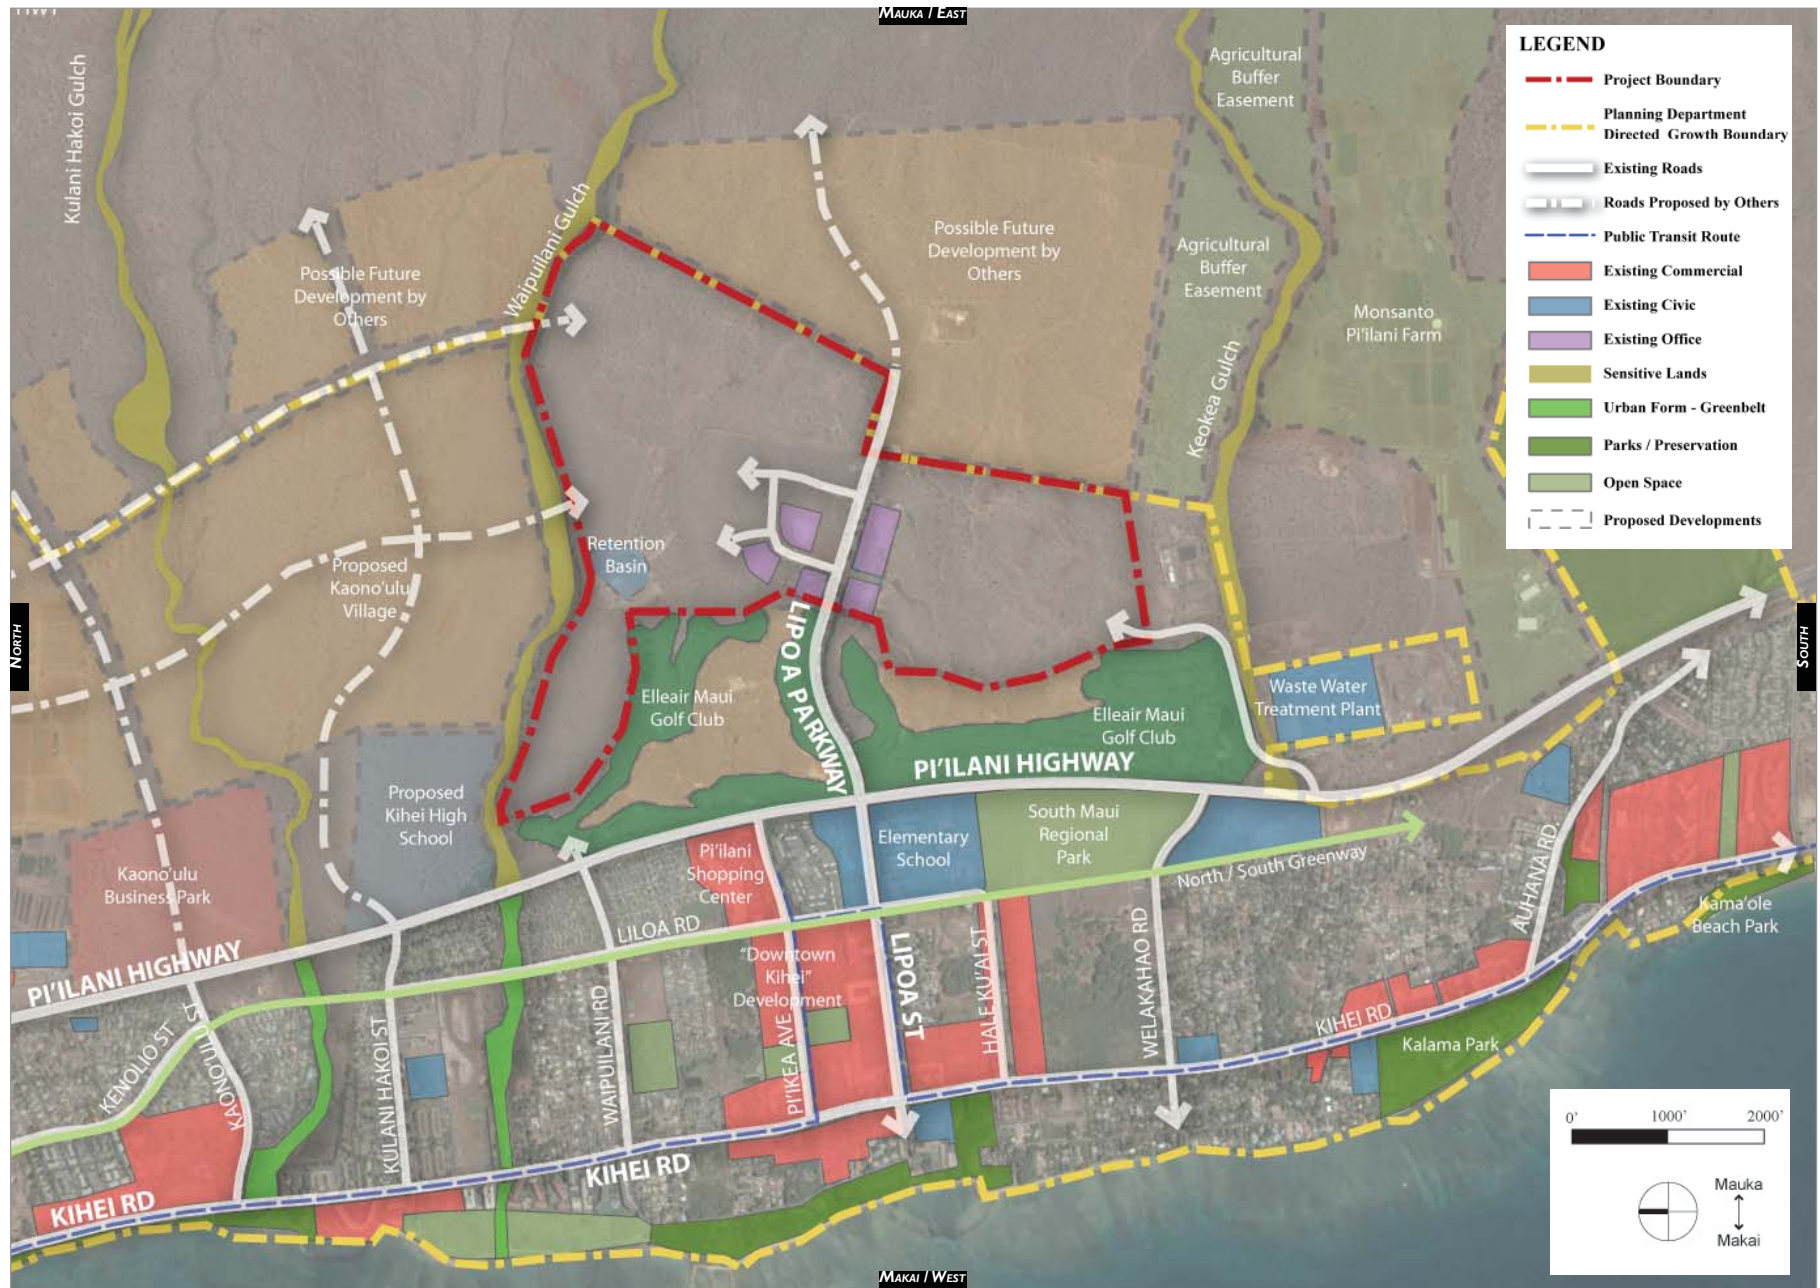 MAUKA / EAST
Kulani Hakoi Gulch
Waipuilani Gulch
Agricultural
Buffer
Easement
Possible Future
Development by
Others
Possible Future
Development by
Others
Agricultural
Buffer
Easement
Monsanto
Pi'ilani Farm
Keokea Gulch
LEGEND
Project Boundary
Planning Department
Directed Growth Boundary
Existing Roads
Roads Proposed by Others
Public Transit Route
Existing Commercial
Existing Civic
Existing Office
Sensitive Lands
Urban Form - Greenbelt
Parks / Preservation
Open Space
Proposed Developments
Retention
Basin
Proposed
Kaono'ulu
Village
NORTH
SOUTH
LIPOA PARKWAY
Elleair Maui
Golf Club
Elleair Maui
Golf Club
Waste Water
Treatment Plant
PI'ILANI HIGHWAY
Proposed
Kihei High
School
Kaono'ulu
Business Park
Pi'ilani
Shopping
Center
Elementary
School
South Maui
Regional
Park
North / South Greenway
AUHANA RD.
Kama'ole
Beach Park
PI'ILANI HIGHWAY
LILOA RD
"Downtown
Kihei"
Development
LIPOA ST
HALE KU'AI ST
WELAKAHAO RD
KIHEI RD
Kalama Park
KENOLIO ST
KAONO'ULU ST
KULANI HAKOI ST
WAIPUILANI RD
PI'IKEA AVE
KIHEI RD
KIHEI RD
0'
1000'
2000'
Mauka
Makai
MAKAI / WEST